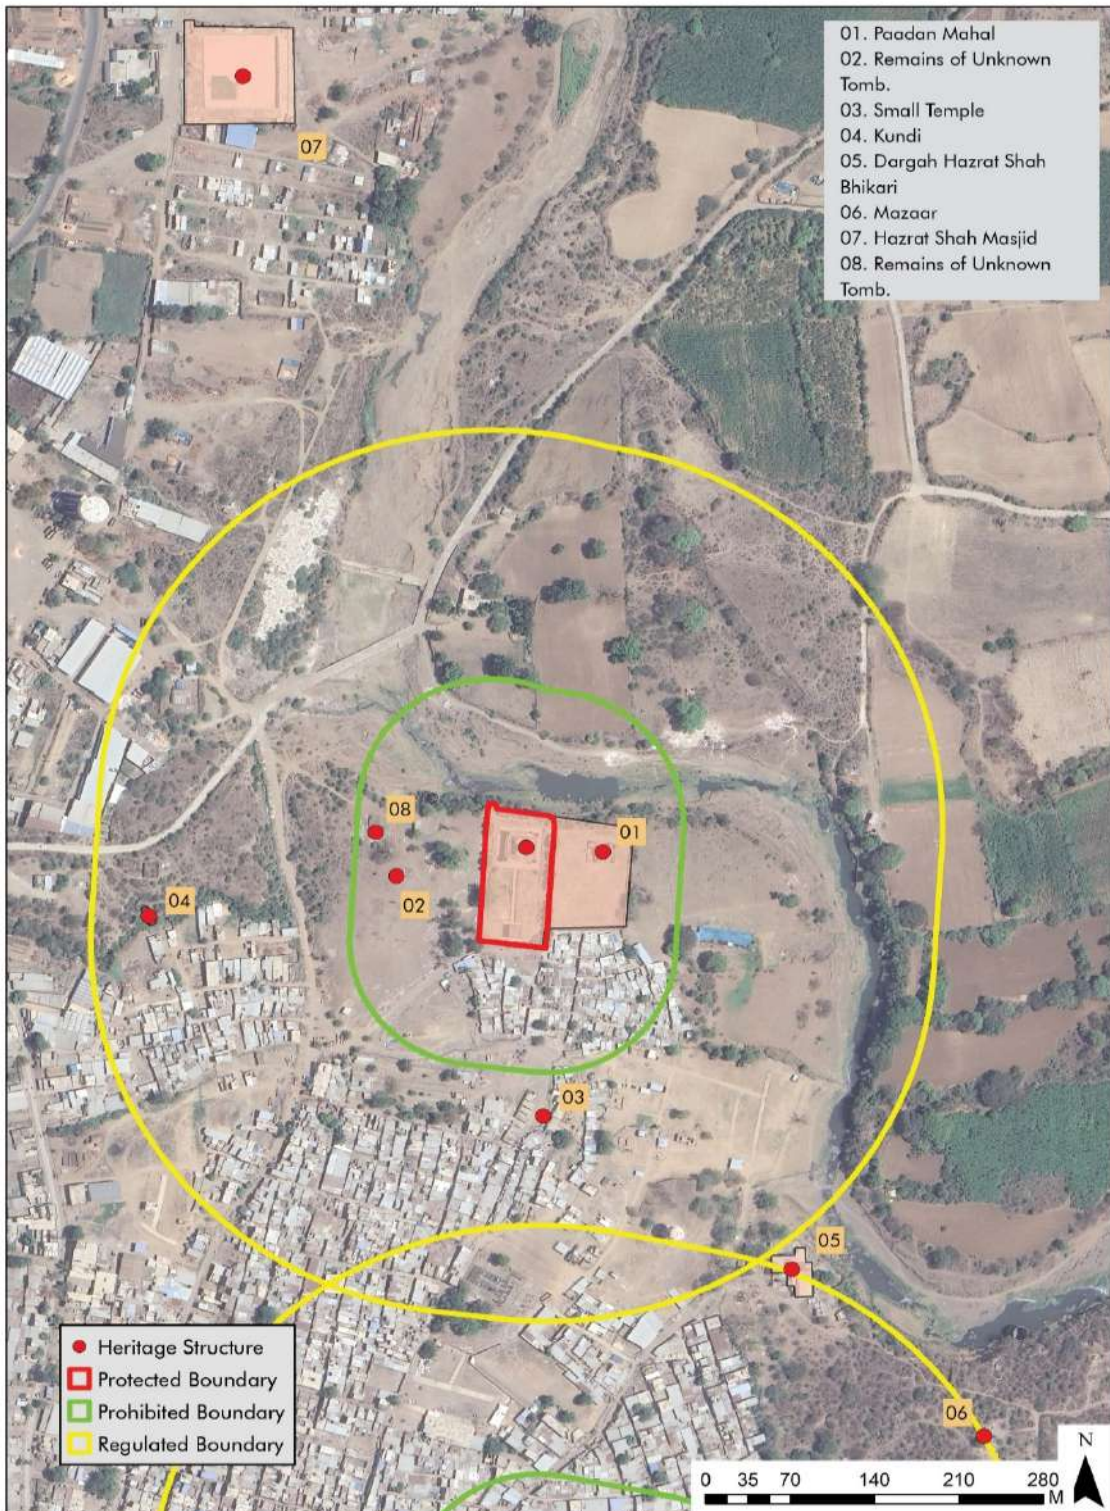 01. Paadan Mahal
02. Remains of Unknown
Tomb.
03. Small Temple
04. Kundi
05. Dargah Hazrat Shah
Bhikari
06. Mazaar
07. Hazrat Shah Masjid
08. Remains of Unknown
Tomb.
07
08
01
02
04
03
05
06
Heritage Structure
Protected Boundary
Prohibited Boundary
Regulated Boundary
N
0 35 70 140 210 280
M